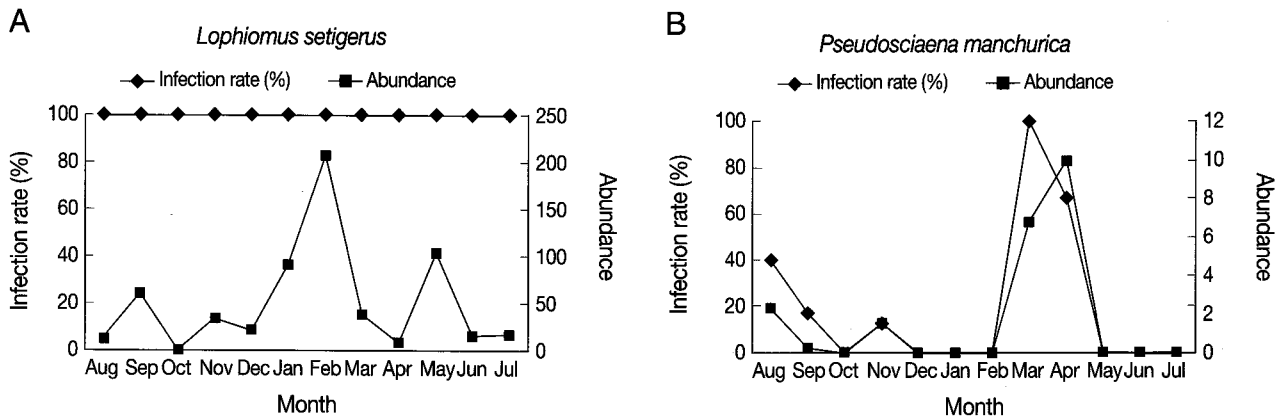 A
Lophiomus setigerus
Infection rate (%) Abundance
100
80
60
40
20
0
Infection rate (%)
250
200
150
100
50
0
Abundance
Aug Sep Oct Nov Dec Jan Feb Mar Apr May Jun Jul
Month
B
Pseudosciaena manchurica
Infection rate (%) Abundance
100
80
60
40
20
0
Infection rate (%)
12
10
8
6
4
2
0
Abundance
Aug Sep Oct Nov Dec Jan Feb Mar Apr May Jun Jul
Month